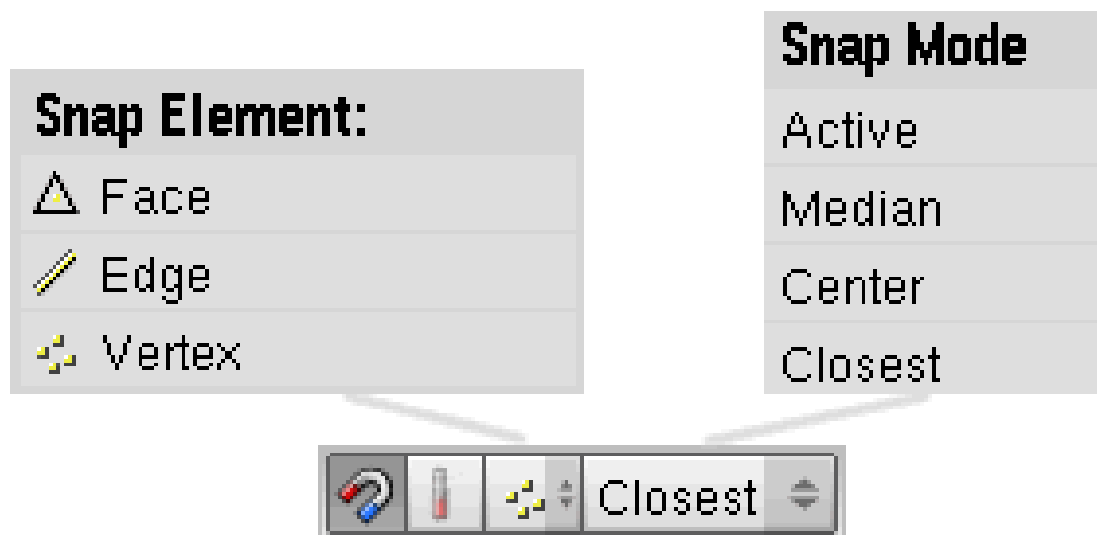 Snap Element:
Face
Edge
Vertex
Snap Mode
Active
Median
Center
Closest
Closest